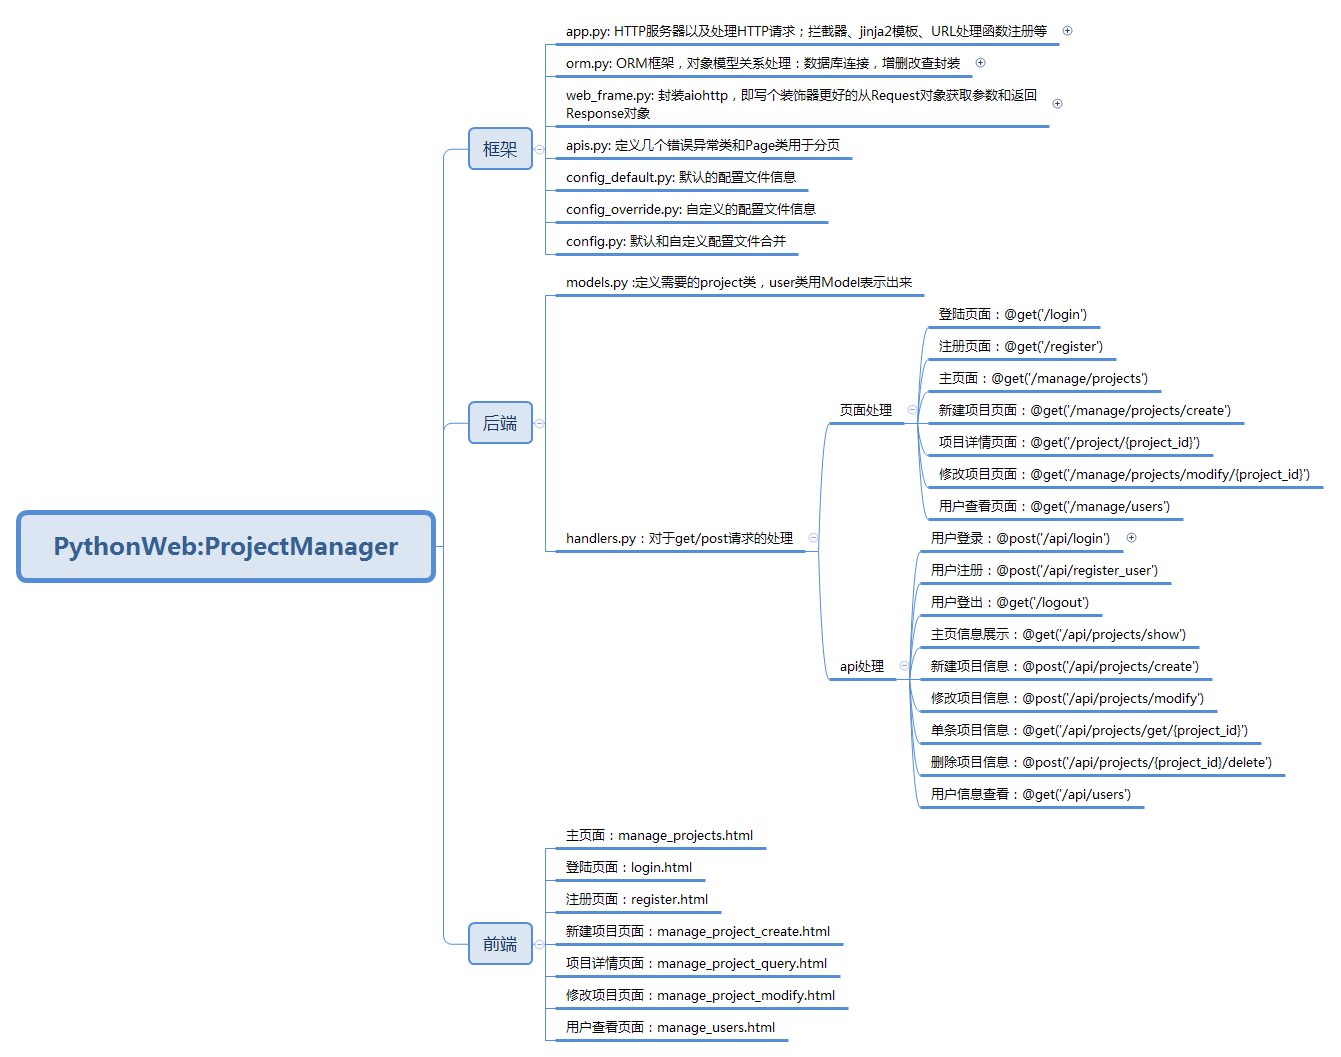 PythonWeb:ProjectManager
框架
app.py: HTTP服务器以及处理HTTP请求；拦截器、jinja2模板、URL处理函数注册等
orm.py: ORM框架，对象模型关系处理：数据库连接，增删改查封装
web_frame.py: 封装aiohttp，即写个装饰器更好的从Request对象获取参数和返回
Response对象
apis.py: 定义几个错误异常类和Page类用于分页
config_default.py: 默认的配置文件信息
config_override.py: 自定义的配置文件信息
config.py: 默认和自定义配置文件合并
后端
models.py :定义需要的project类，user类用Model表示出来
handlers.py：对于get/post请求的处理
页面处理
登陆页面：@get('/login')
注册页面：@get('/register')
主页面：@get('/manage/projects')
新建项目页面：@get('/manage/projects/create')
项目详情页面：@get('/project/{project_id}')
修改项目页面：@get('/manage/projects/modify/{project_id}')
用户查看页面：@get('/manage/users')
api处理
用户登录：@post('/api/login')
用户注册：@post('/api/register_user')
用户登出：@get('/logout')
主页信息展示：@get('/api/projects/show')
新建项目信息：@post('/api/projects/create')
修改项目信息：@post('/api/projects/modify')
单条项目信息：@get('/api/projects/get/{project_id}')
删除项目信息：@post('/api/projects/{project_id}/delete')
用户信息查看：@get('/api/users')
前端
主页面：manage_projects.html
登陆页面：login.html
注册页面：register.html
新建项目页面：manage_project_create.html
项目详情页面：manage_project_query.html
修改项目页面：manage_project_modify.html
用户查看页面：manage_users.html